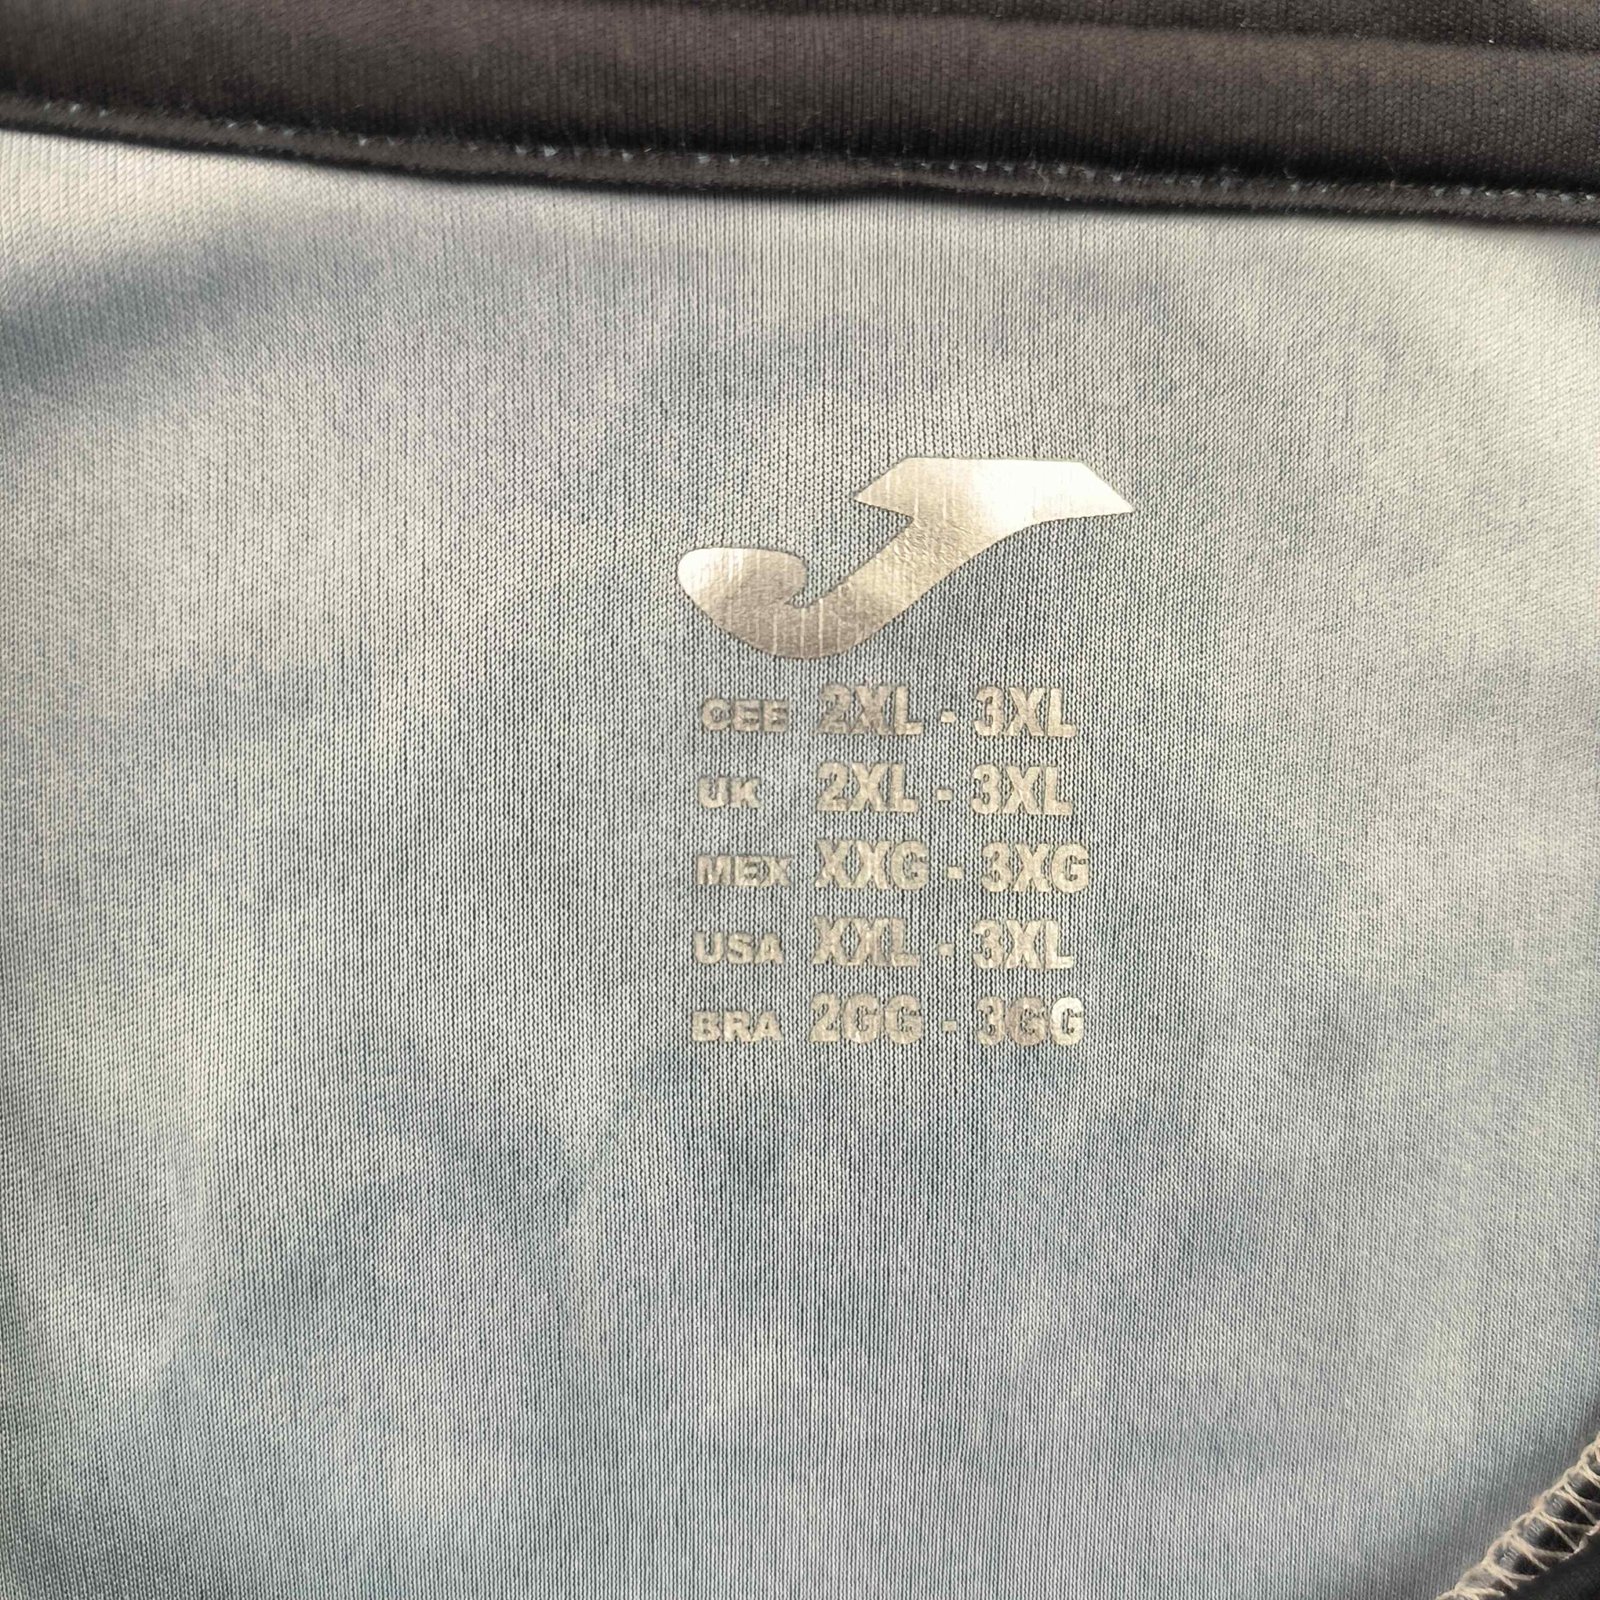 CEE 2XL - 3XL
UK 2XL - 3XL
MEX XXG - 3XG
USA XXL - 3XL
BRA 2GG - 3GG